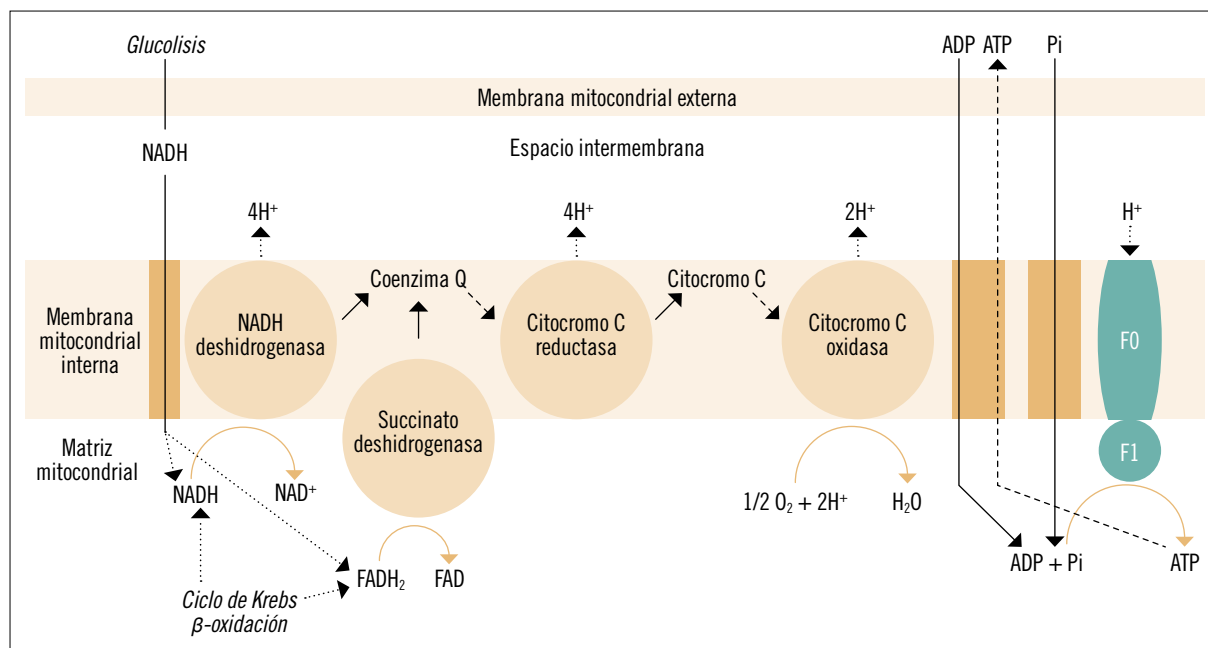 Glucolisis
ADP ATP Pi
Membrana mitocondrial externa
NADH
Espacio intermembrana
4H⁺
4H⁺
2H⁺
H⁺
Membrana
mitocondrial
interna
NADH
deshidrogenasa
Coenzima Q
Citocromo C
reductasa
Citocromo C
Citocromo C
oxidasa
F0
Succinato
deshidrogenasa
Matriz
mitocondrial
F1
NADH
NAD⁺
1/2 O₂ + 2H⁺
H₂O
FADH₂
FAD
ADP + Pi
ATP
Ciclo de Krebs
β-oxidación